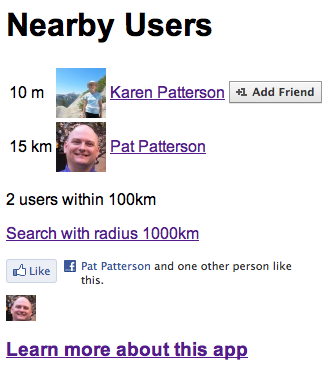 Nearby Users
10 m Karen Patterson +1 Add Friend
15 km Pat Patterson
2 users within 100km
Search with radius 1000km
Like Pat Patterson and one other person like
this.
Learn more about this app